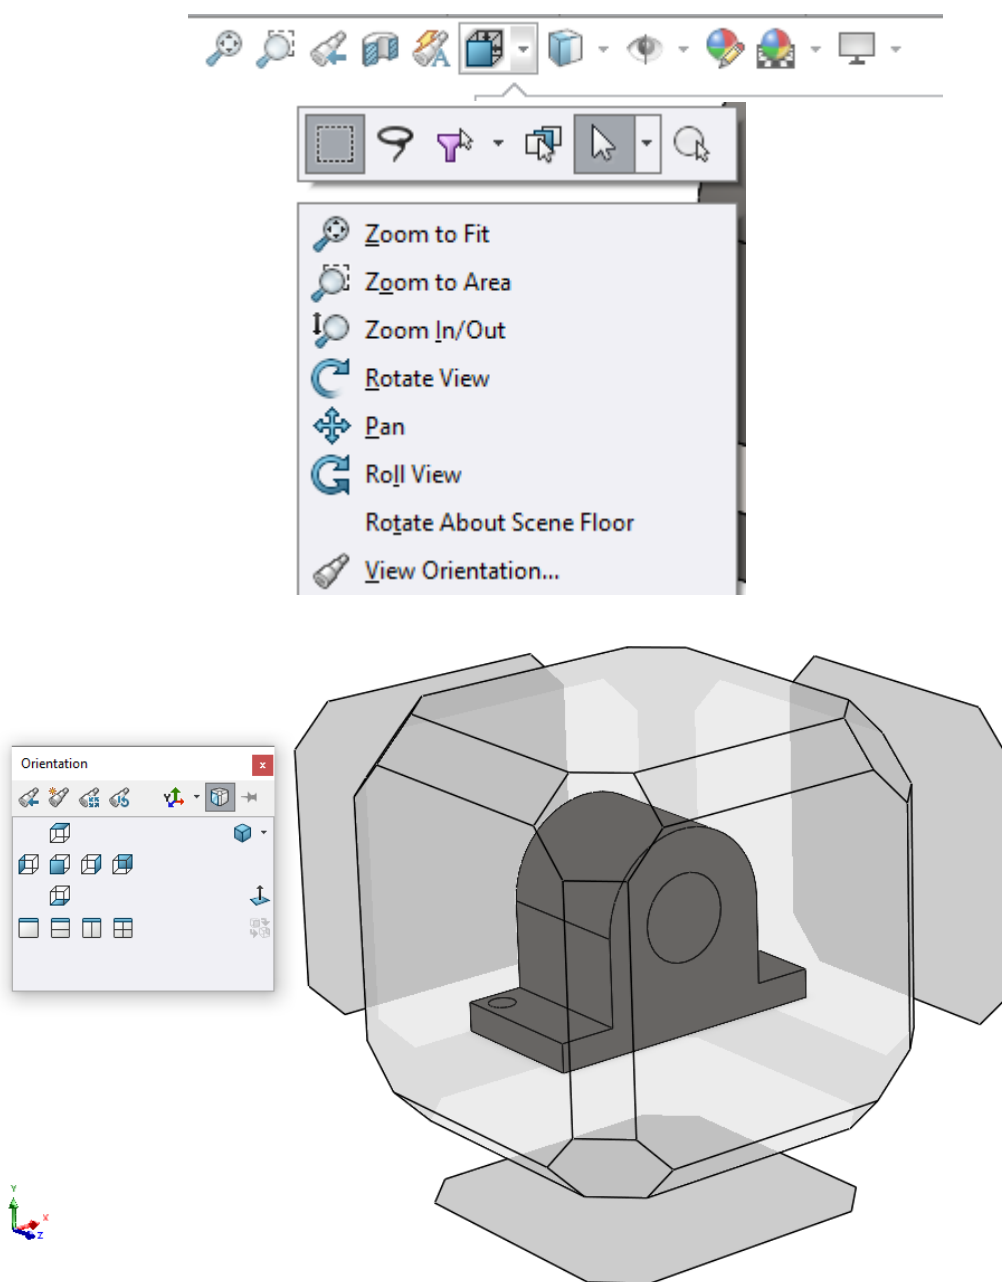 Zoom to Fit
Zoom to Area
Zoom In/Out
Rotate View
Pan
Roll View
Rotate About Scene Floor
View Orientation...
Orientation
x
Y
Y
X
Z